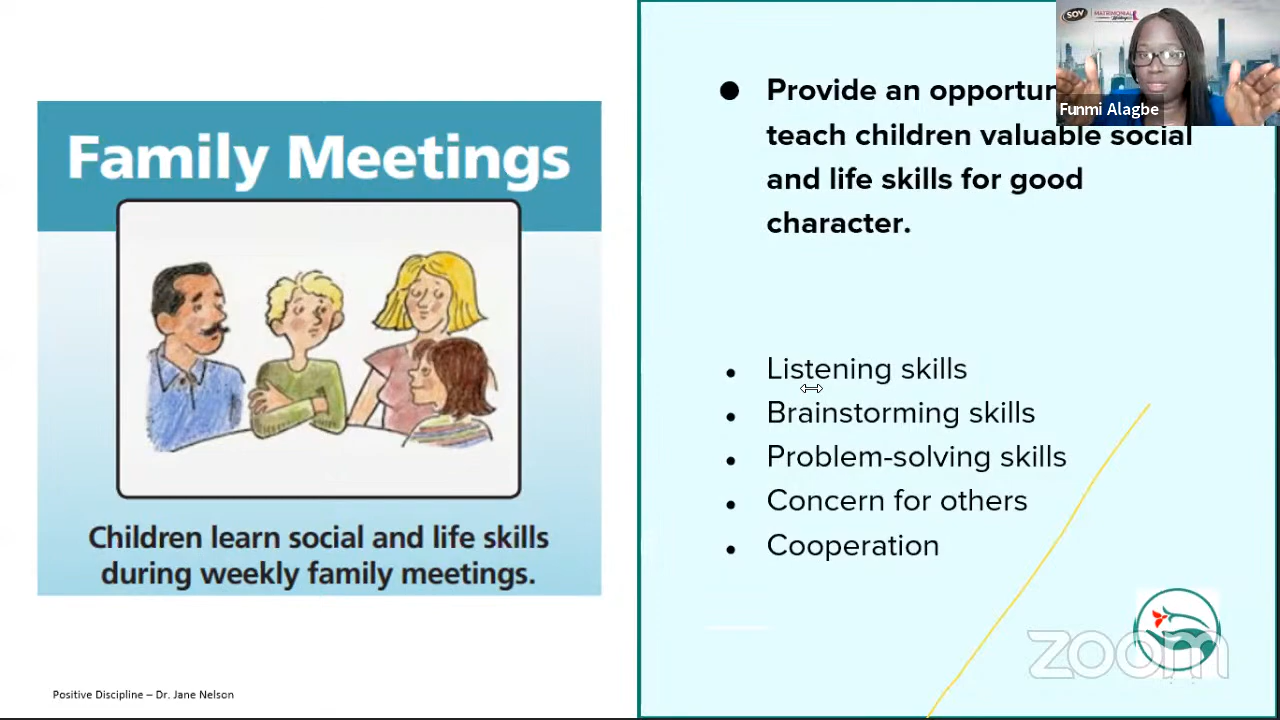 Family Meetings
Children learn social and life skills
during weekly family meetings.
Positive Discipline – Dr. Jane Nelson
Provide an
teach children valuable social
and life skills for good
character.
Listening skills
Brainstorming skills
Problem-solving skills
Concern for others
Cooperation
SOV
MATRIMONIAL
Funmi Alagbe
zoom